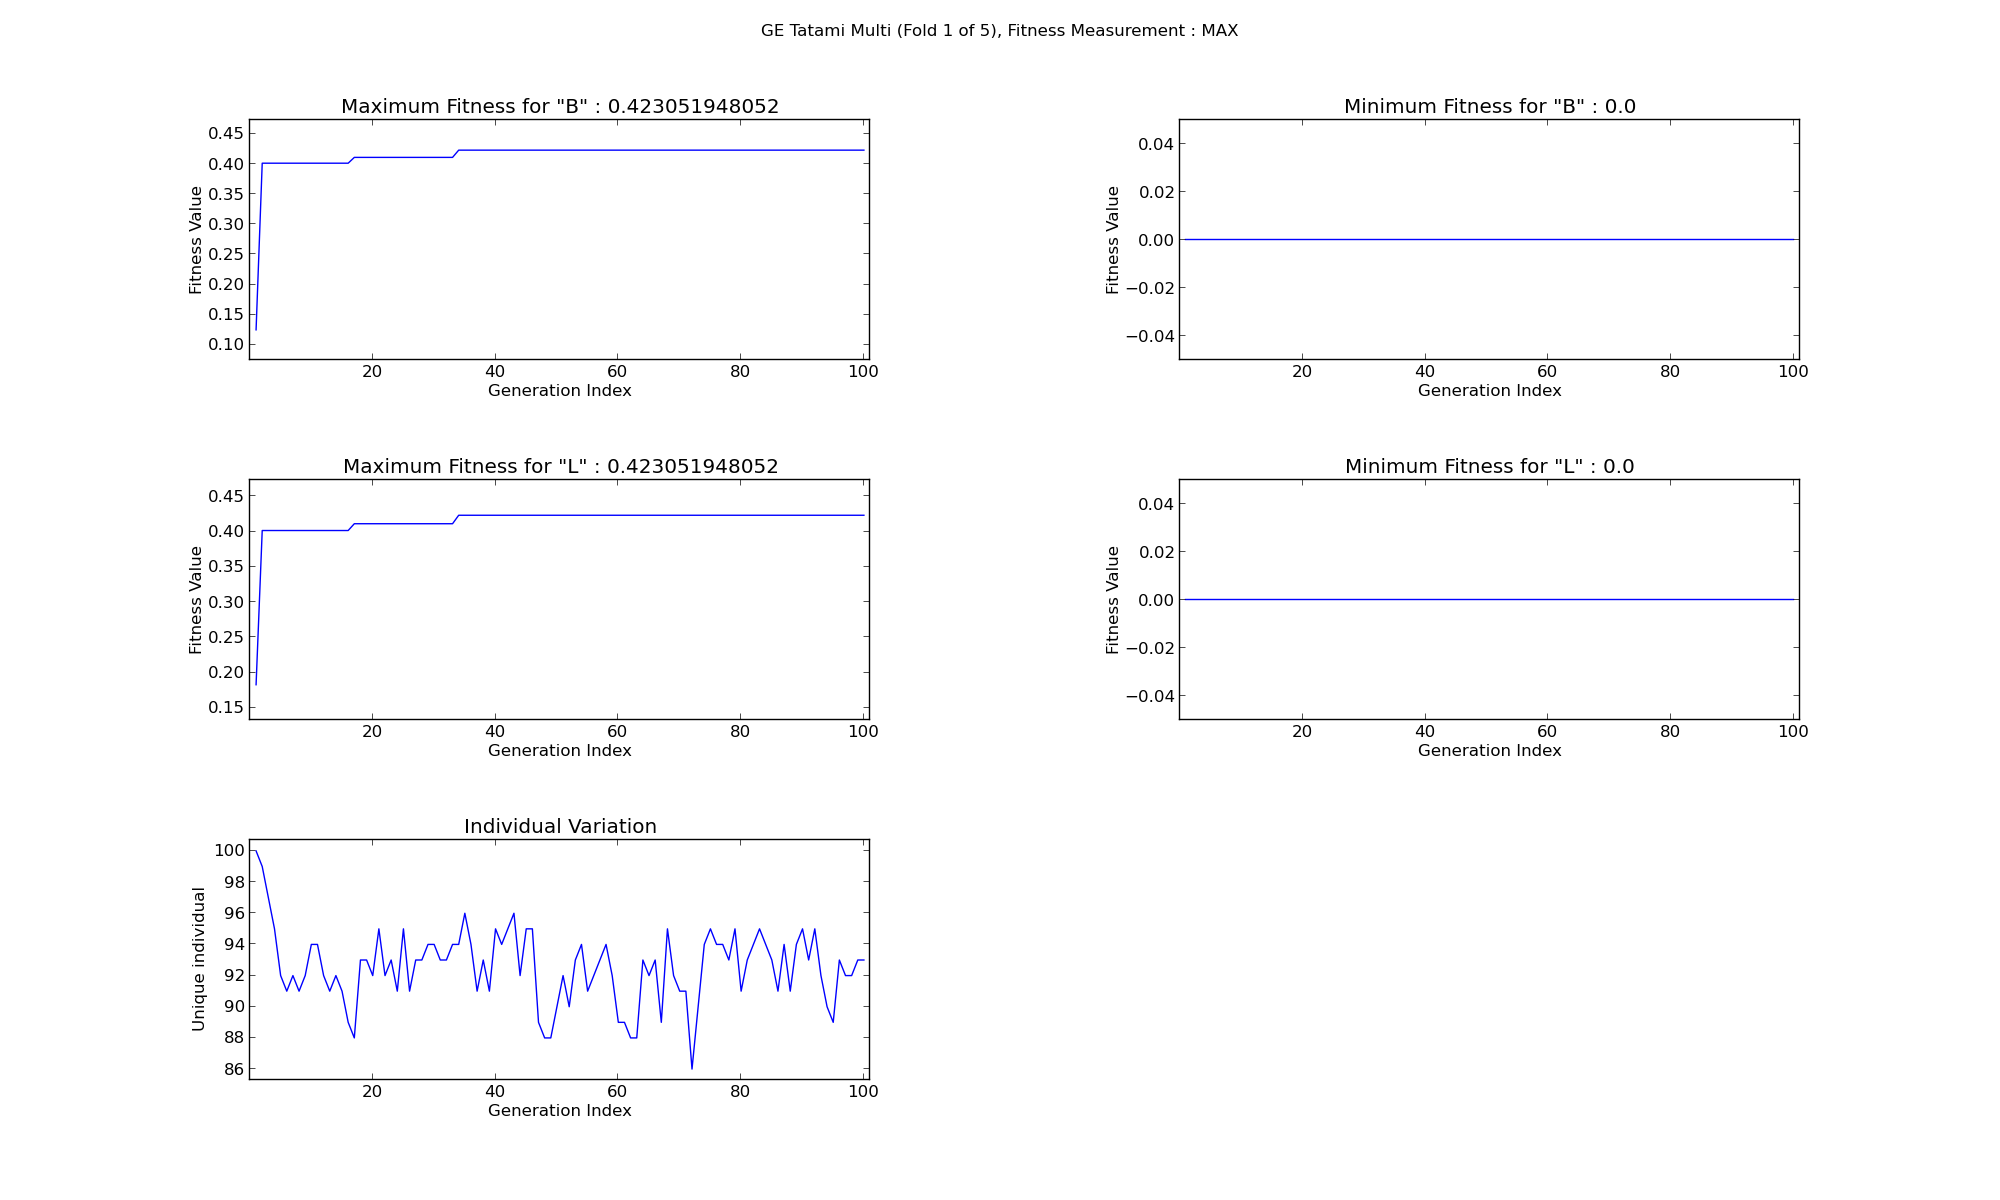 GE Tatami Multi (Fold 1 of 5), Fitness Measurement : MAX
Maximum Fitness for "B" : 0.423051948052
0.45
0.40
0.35
0.30
0.25
0.20
0.15
0.10
Fitness Value
20 40 60 80 100
Generation Index
Minimum Fitness for "B" : 0.0
0.04
0.02
0.00
−0.02
−0.04
Fitness Value
20 40 60 80 100
Generation Index
Maximum Fitness for "L" : 0.423051948052
0.45
0.40
0.35
0.30
0.25
0.20
0.15
Fitness Value
20 40 60 80 100
Generation Index
Minimum Fitness for "L" : 0.0
0.04
0.02
0.00
−0.02
−0.04
Fitness Value
20 40 60 80 100
Generation Index
Individual Variation
100
98
96
94
92
90
88
86
Unique individual
20 40 60 80 100
Generation Index